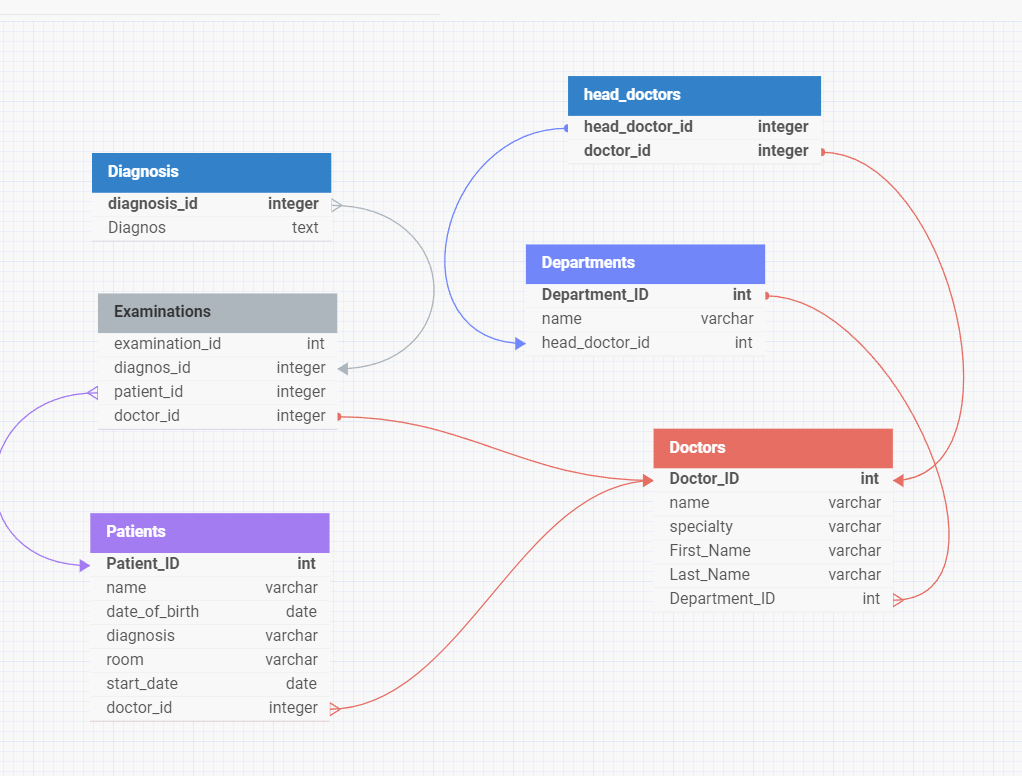 head_doctors
head_doctor_id integer
doctor_id integer
Diagnosis
diagnosis_id integer
Diagnos text
Departments
Department_ID int
name varchar
head_doctor_id int
Examinations
examination_id int
diagnos_id integer
patient_id integer
doctor_id integer
Doctors
Doctor_ID int
name varchar
specialty varchar
First_Name varchar
Last_Name varchar
Department_ID int
Patients
Patient_ID int
name varchar
date_of_birth date
diagnosis varchar
room varchar
start_date date
doctor_id integer